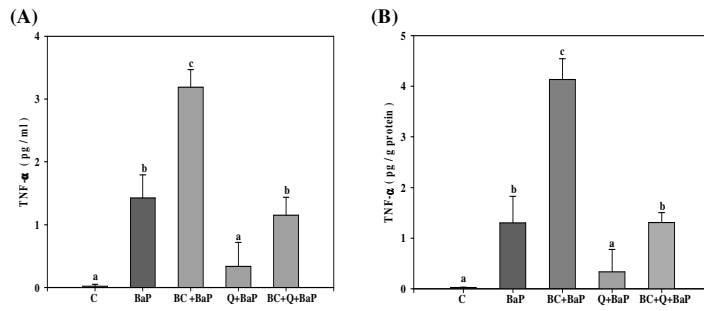 (A)
4
3
2
1
0
TNF-α ( pg / ml )
a
b
c
a
b
C BaP BC +BaP Q+BaP BC+Q+BaP
(B)
5
4
3
2
1
0
TNF-α ( pg / g protein )
a
b
c
a
b
C BaP BC+BaP Q+BaP BC+Q+BaP